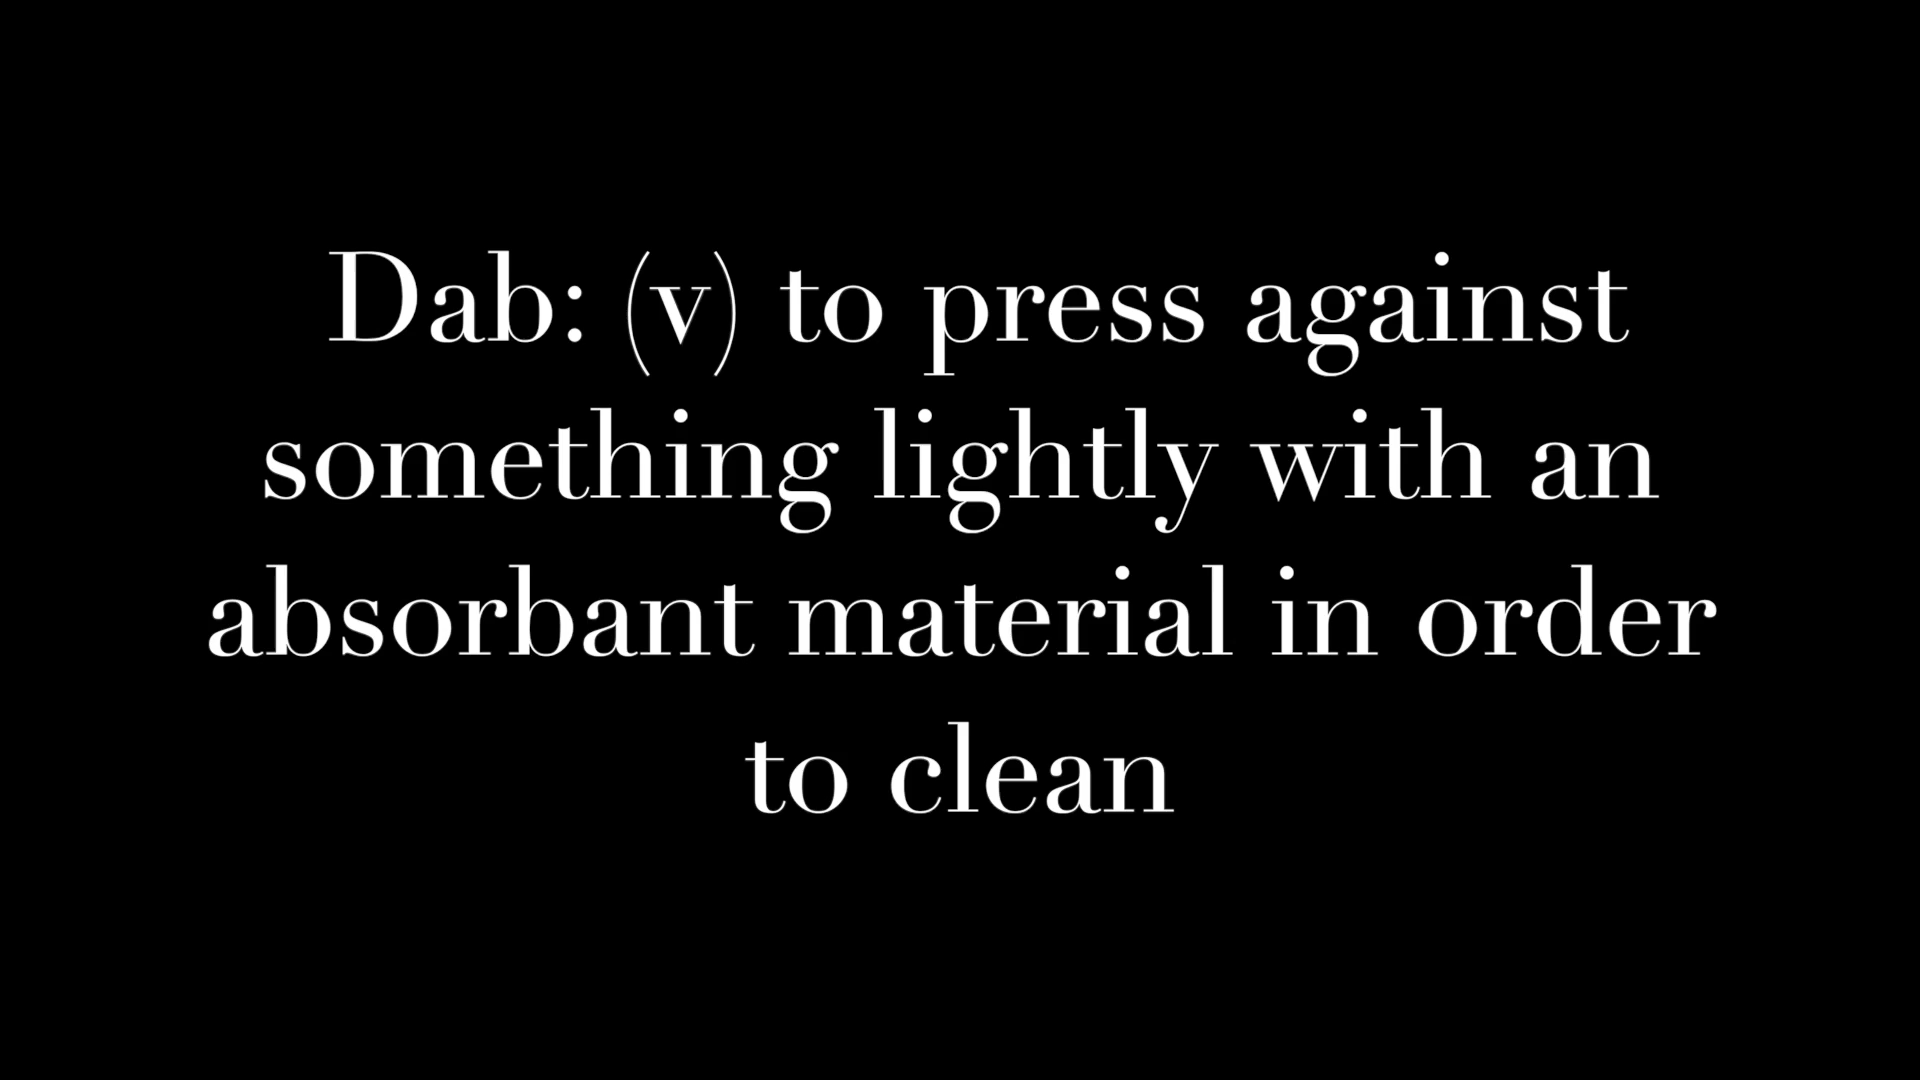 Dab: (v) to press against
something lightly with an
absorbant material in order
to clean